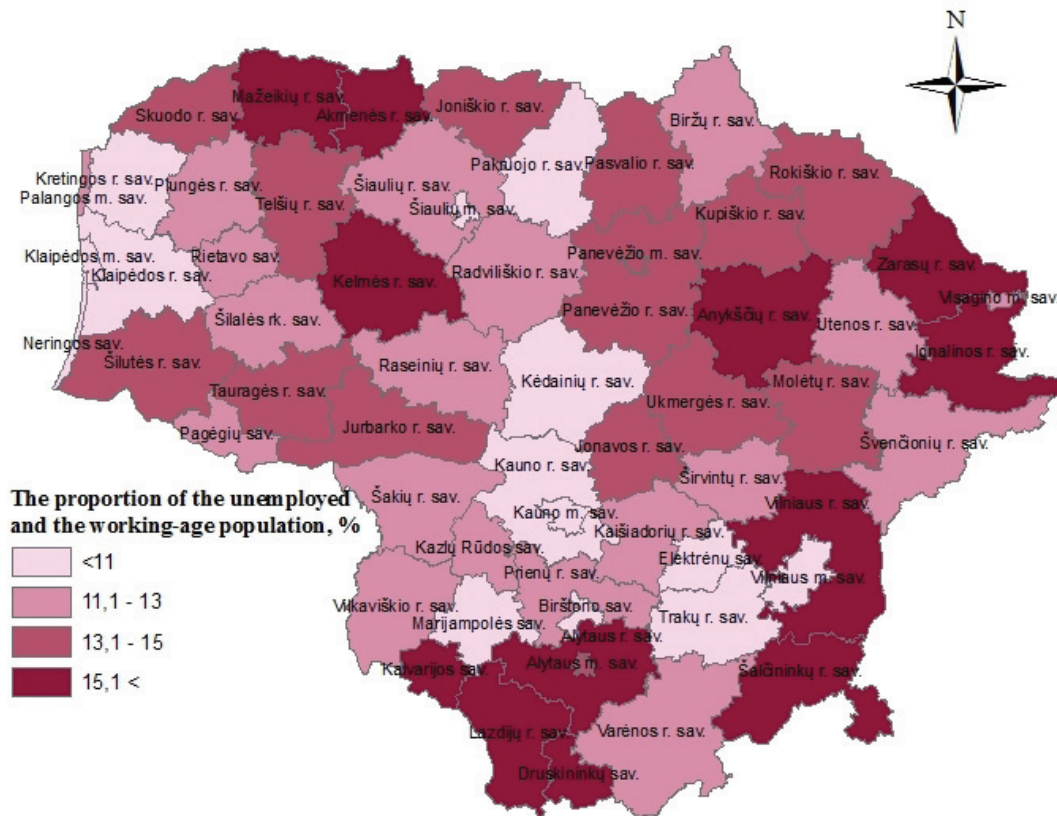 N
Mažeikių r. sav.
Skuodo r. sav.
Akmenės r. sav.
Joniškio r. sav.
Biržų r. sav.
Kretingos r. sav.
Palangos m. sav.
Plungės r. sav.
Telšių r. sav.
Šiaulių r. sav.
Šiaulių m. sav.
Pakruojo r. sav.
Pasvalio r. sav.
Rokiškio r. sav.
Kupiškio r. sav.
Klaipėdos m. sav.
Klaipėdos r. sav.
Rietavo sav.
Kelmės r. sav.
Radviliškio r. sav.
Panevėžio m. sav.
Zarasų r. sav.
Visagino m. sav.
Šilalės rk. sav.
Panevėžio r. sav.
Anykščių r. sav.
Utenos r. sav.
Ignalinos r. sav.
Neringos sav.
Šilutės r. sav.
Raseinių r. sav.
Kėdainių r. sav.
Tauragės r. sav.
Ukmergės r. sav.
Molėtų r. sav.
Pagėgių sav.
Jurbarko r. sav.
Jonavos r. sav.
Švenčionių r. sav.
Kauno r. sav.
Širvintų r. sav.
Šakių r. sav.
Kauno m. sav.
Kaišiadorių r. sav.
Vilniaus r. sav.
Kazlų Rūdos sav.
Elektrėnų sav.
Prienų r. sav.
Vilniaus m. sav.
Vilkaviškio r. sav.
Birštono sav.
Marijampolės sav.
Trakų r. sav.
Alytaus r. sav.
Kalvarijos sav.
Alytaus m. sav.
Šalčininkų r. sav.
Lazdijų r. sav.
Varėnos r. sav.
Druskininkų sav.
The proportion of the unemployed
and the working-age population, %
<11
11,1 - 13
13,1 - 15
15,1 <